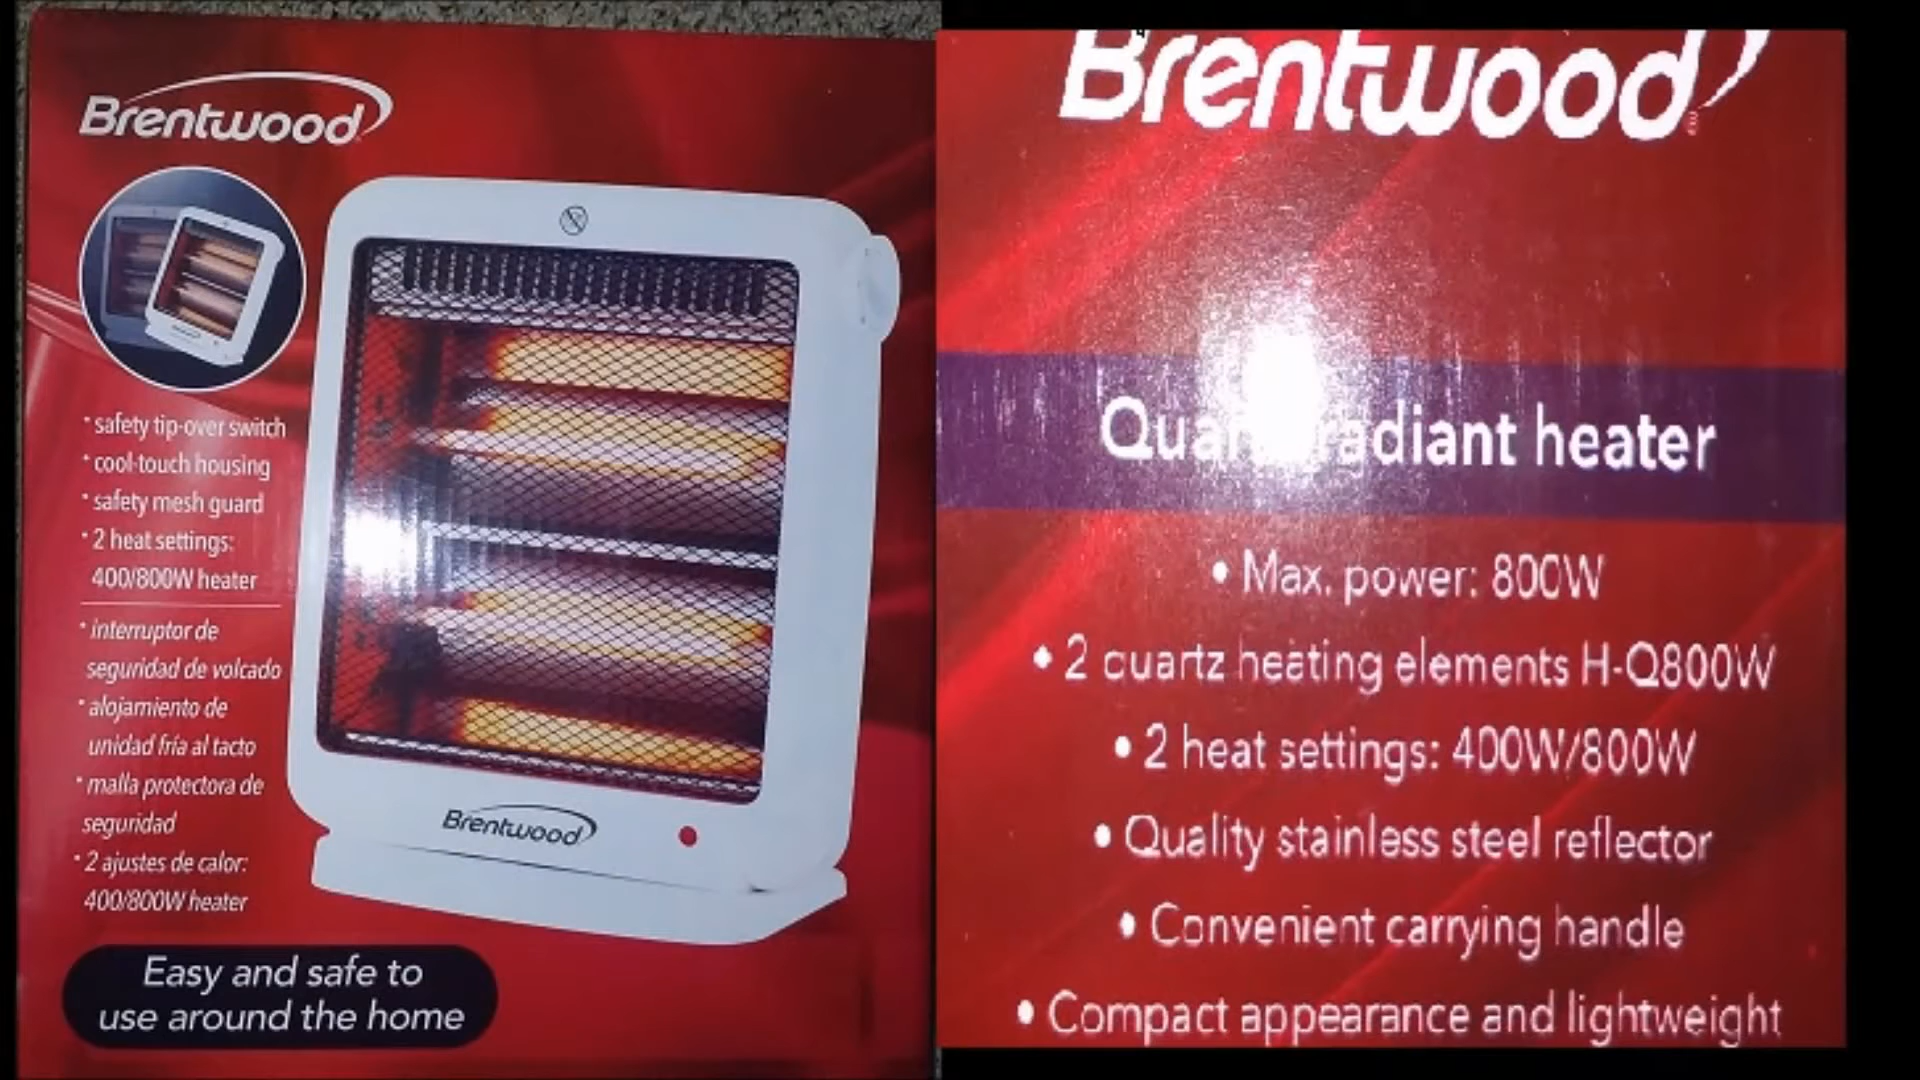 Brentwood
* safety tip-over switch
* cool-touch housing
* safety mesh guard
* 2 heat settings:
400/800W heater
* interruptor de
seguridad de volcado
* alojamiento de
unidad fría al tacto
* malla protectora de
seguridad
* 2 ajustes de calor:
400/800W heater
Brentwood
Easy and safe to
use around the home
Brentwood
radiant heater
• Max. power: 800W
• 2 quartz heating elements H-Q800W
• 2 heat settings: 400W/800W
• Quality stainless steel reflector
• Convenient carrying handle
• Compact appearance and lightweight